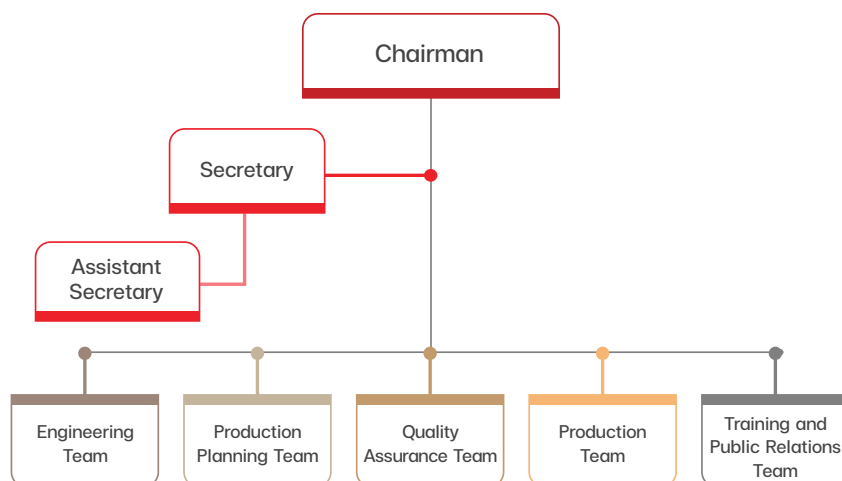 Chairman
Secretary
Assistant
Secretary
Engineering
Team
Production
Planning Team
Quality
Assurance Team
Production
Team
Training and
Public Relations
Team